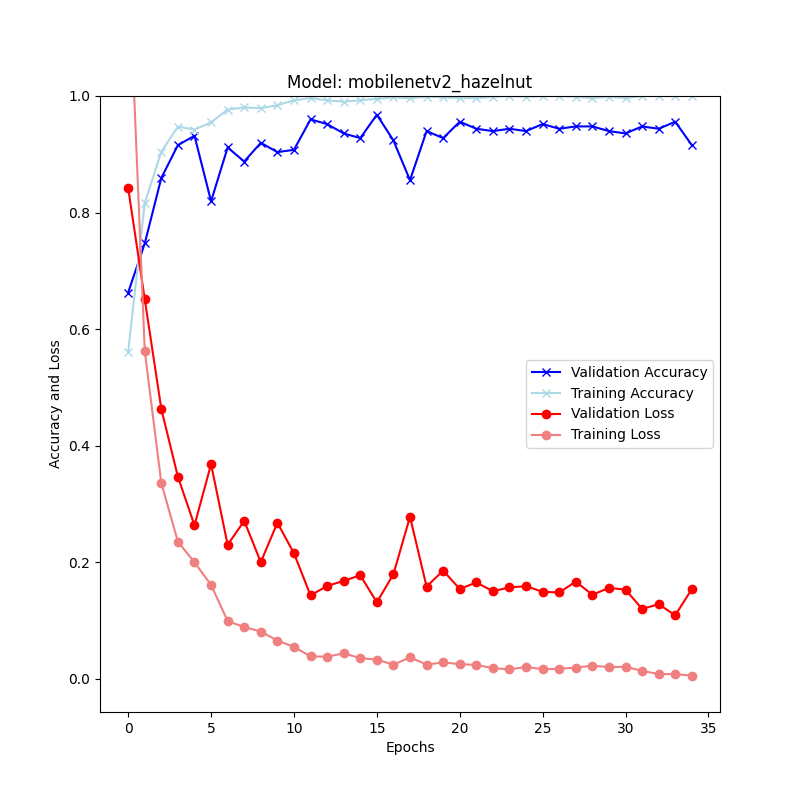 Model: mobilenetv2_hazelnut
1.0
0.8
0.6
0.4
0.2
0.0
Accuracy and Loss
Validation Accuracy
Training Accuracy
Validation Loss
Training Loss
0 5 10 15 20 25 30 35
Epochs